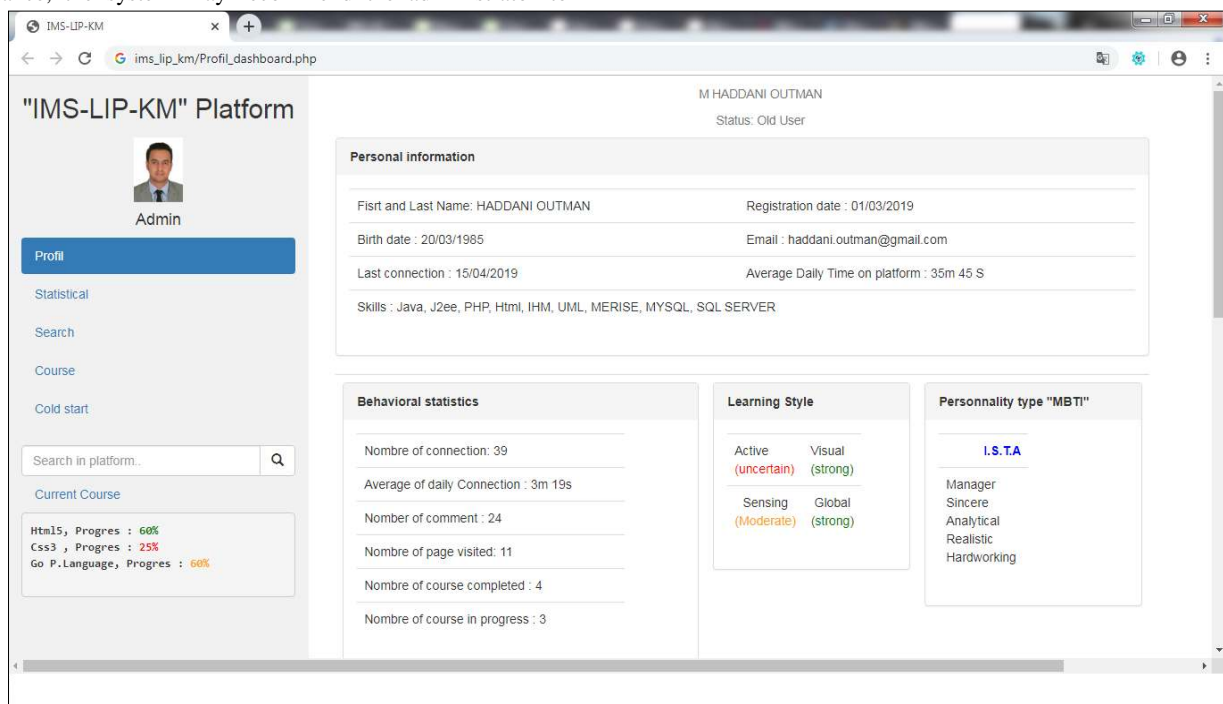 IMS-LIP-KM
ims_lip_km/Profil_dashboard.php
"IMS-LIP-KM" Platform
Admin
Profil
Statistical
Search
Course
Cold start
Search in platform..
Current Course
Html5, Progres : 60%
Css3 , Progres : 25%
Go P.Language, Progres : 60%
M HADDANI OUTMAN
Status: Old User
Personal information
Fisrt and Last Name: HADDANI OUTMAN
Registration date : 01/03/2019
Birth date : 20/03/1985
Email : haddani.outman@gmail.com
Last connection : 15/04/2019
Average Daily Time on platform : 35m 45 S
Skills : Java, J2ee, PHP, Html, IHM, UML, MERISE, MYSQL, SQL SERVER
Behavioral statistics
Nombre of connection: 39
Average of daily Connection : 3m 19s
Nomber of comment : 24
Nombre of page visited: 11
Nombre of course completed : 4
Nombre of course in progress : 3
Learning Style
Active Visual
(uncertain) (strong)
Sensing Global
(Moderate) (strong)
Personnality type "MBTI"
I.S.T.A
Manager
Sincere
Analytical
Realistic
Hardworking